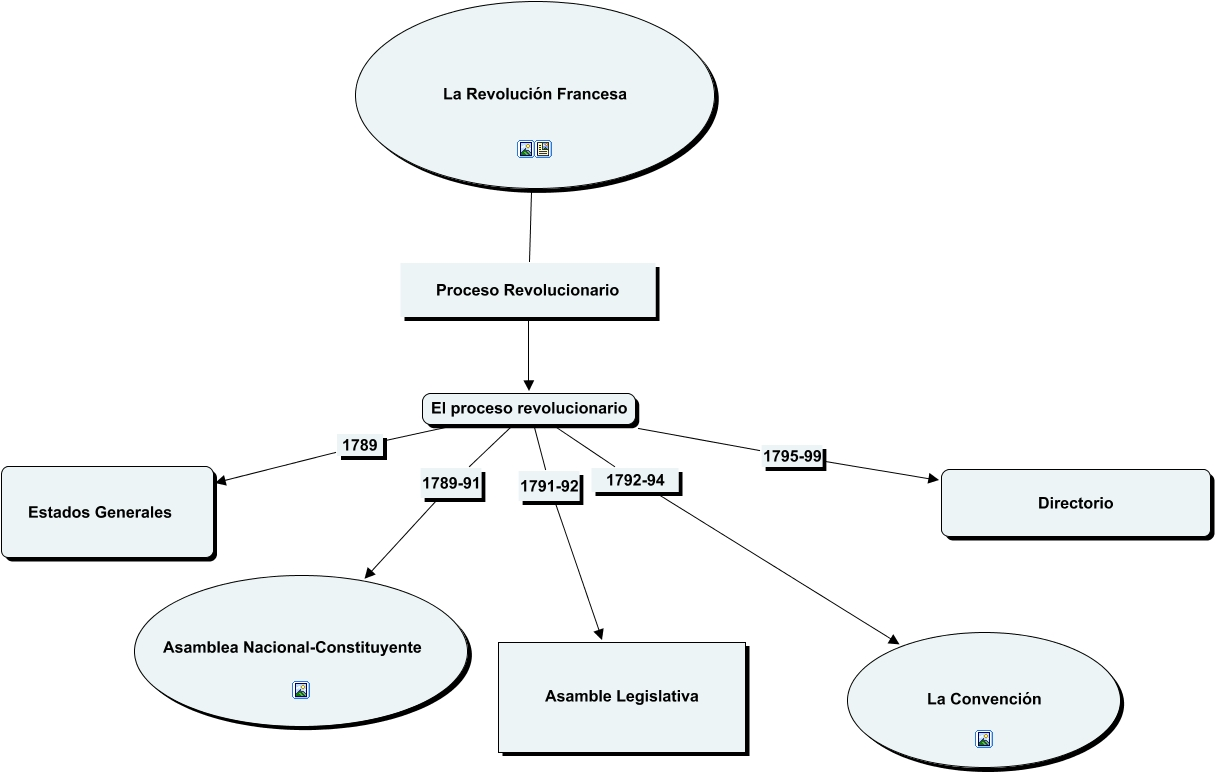 La Revolución Francesa
Proceso Revolucionario
El proceso revolucionario
1789
1789-91
1791-92
1792-94
1795-99
Estados Generales
Directorio
Asamblea Nacional-Constituyente
Asamble Legislativa
La Convención